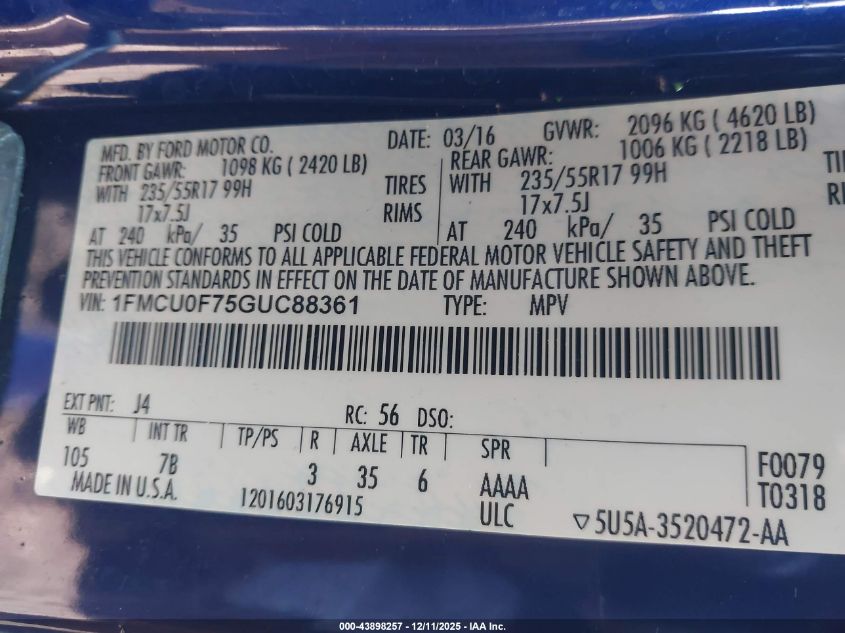 MFD. BY FORD MOTOR CO. DATE: 03/16 GVWR: 2096 KG ( 4620 LB)
FRONT GAWR: 1098 KG ( 2420 LB) REAR GAWR: 1006 KG ( 2218 LB)
WITH 235/55R17 99H TIRES WITH 235/55R17 99H
17x7.5J RIMS 17x7.5J
AT 240 kPa/ 35 PSI COLD AT 240 kPa/ 35 PSI COLD
THIS VEHICLE CONFORMS TO ALL APPLICABLE FEDERAL MOTOR VEHICLE SAFETY AND THEFT
PREVENTION STANDARDS IN EFFECT ON THE DATE OF MANUFACTURE SHOWN ABOVE.
VIN: 1FMCU0F75GUC88361 TYPE: MPV
EXT PNT: J4 RC: 56 DSO:
WB INT TR TP/PS R AXLE TR SPR
105 7B 3 35 6 AAAA F0079
MADE IN U.S.A. 1201603176915 ULC T0318
5U5A-3520472-AA
000-43898257 - 12/11/2025 - IAA Inc.